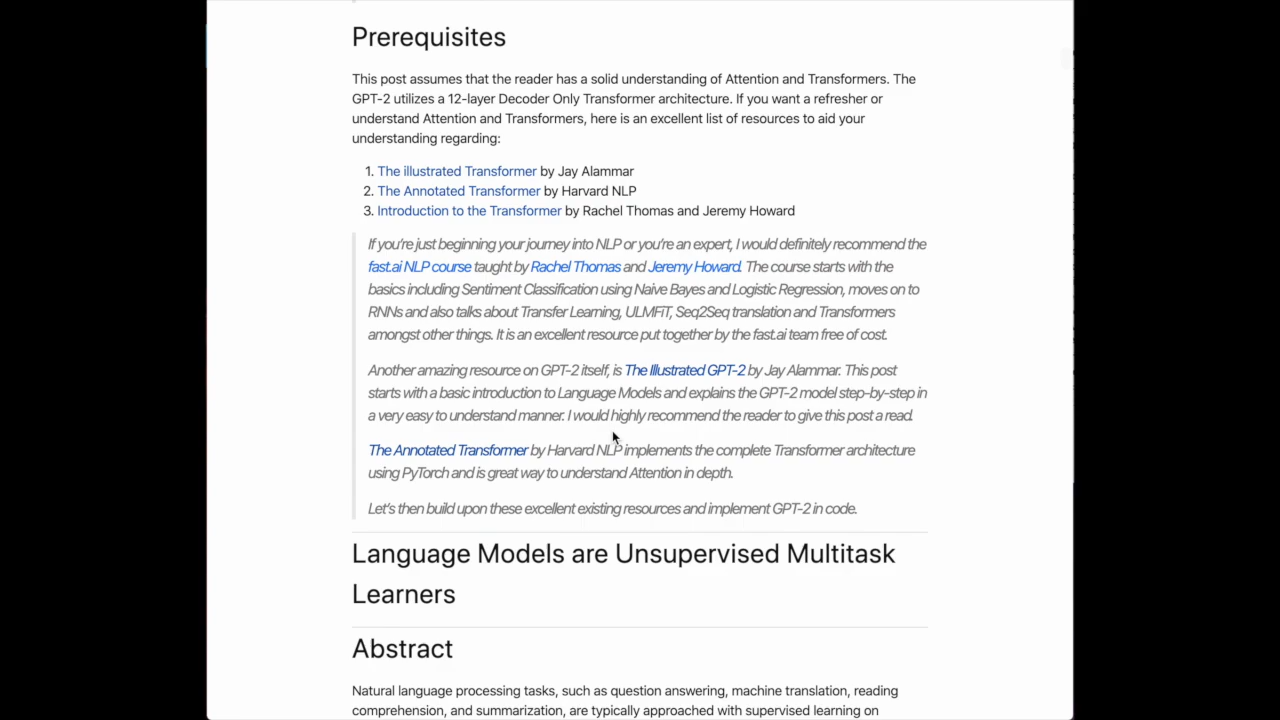 Prerequisites
This post assumes that the reader has a solid understanding of Attention and Transformers. The
GPT-2 utilizes a 12-layer Decoder Only Transformer architecture. If you want a refresher or
understand Attention and Transformers, here is an excellent list of resources to aid your
understanding regarding:
1. The illustrated Transformer by Jay Alammar
2. The Annotated Transformer by Harvard NLP
3. Introduction to the Transformer by Rachel Thomas and Jeremy Howard
If you're just beginning your journey into NLP or you're an expert, I would definitely recommend the
fast.ai NLP course taught by Rachel Thomas and Jeremy Howard. The course starts with the
basics including Sentiment Classification using Naive Bayes and Logistic Regression, moves on to
RNNs and also talks about Transfer Learning, ULMFiT, Seq2Seq translation and Transformers
amongst other things. It is an excellent resource put together by the fast.ai team free of cost.
Another amazing resource on GPT-2 itself, is The Illustrated GPT-2 by Jay Alammar. This post
starts with a basic introduction to Language Models and explains the GPT-2 model step-by-step in
a very easy to understand manner. I would highly recommend the reader to give this post a read.
The Annotated Transformer by Harvard NLP implements the complete Transformer architecture
using PyTorch and is great way to understand Attention in depth.
Let's then build upon these excellent existing resources and implement GPT-2 in code.
Language Models are Unsupervised Multitask
Learners
Abstract
Natural language processing tasks, such as question answering, machine translation, reading
comprehension, and summarization, are typically approached with supervised learning on